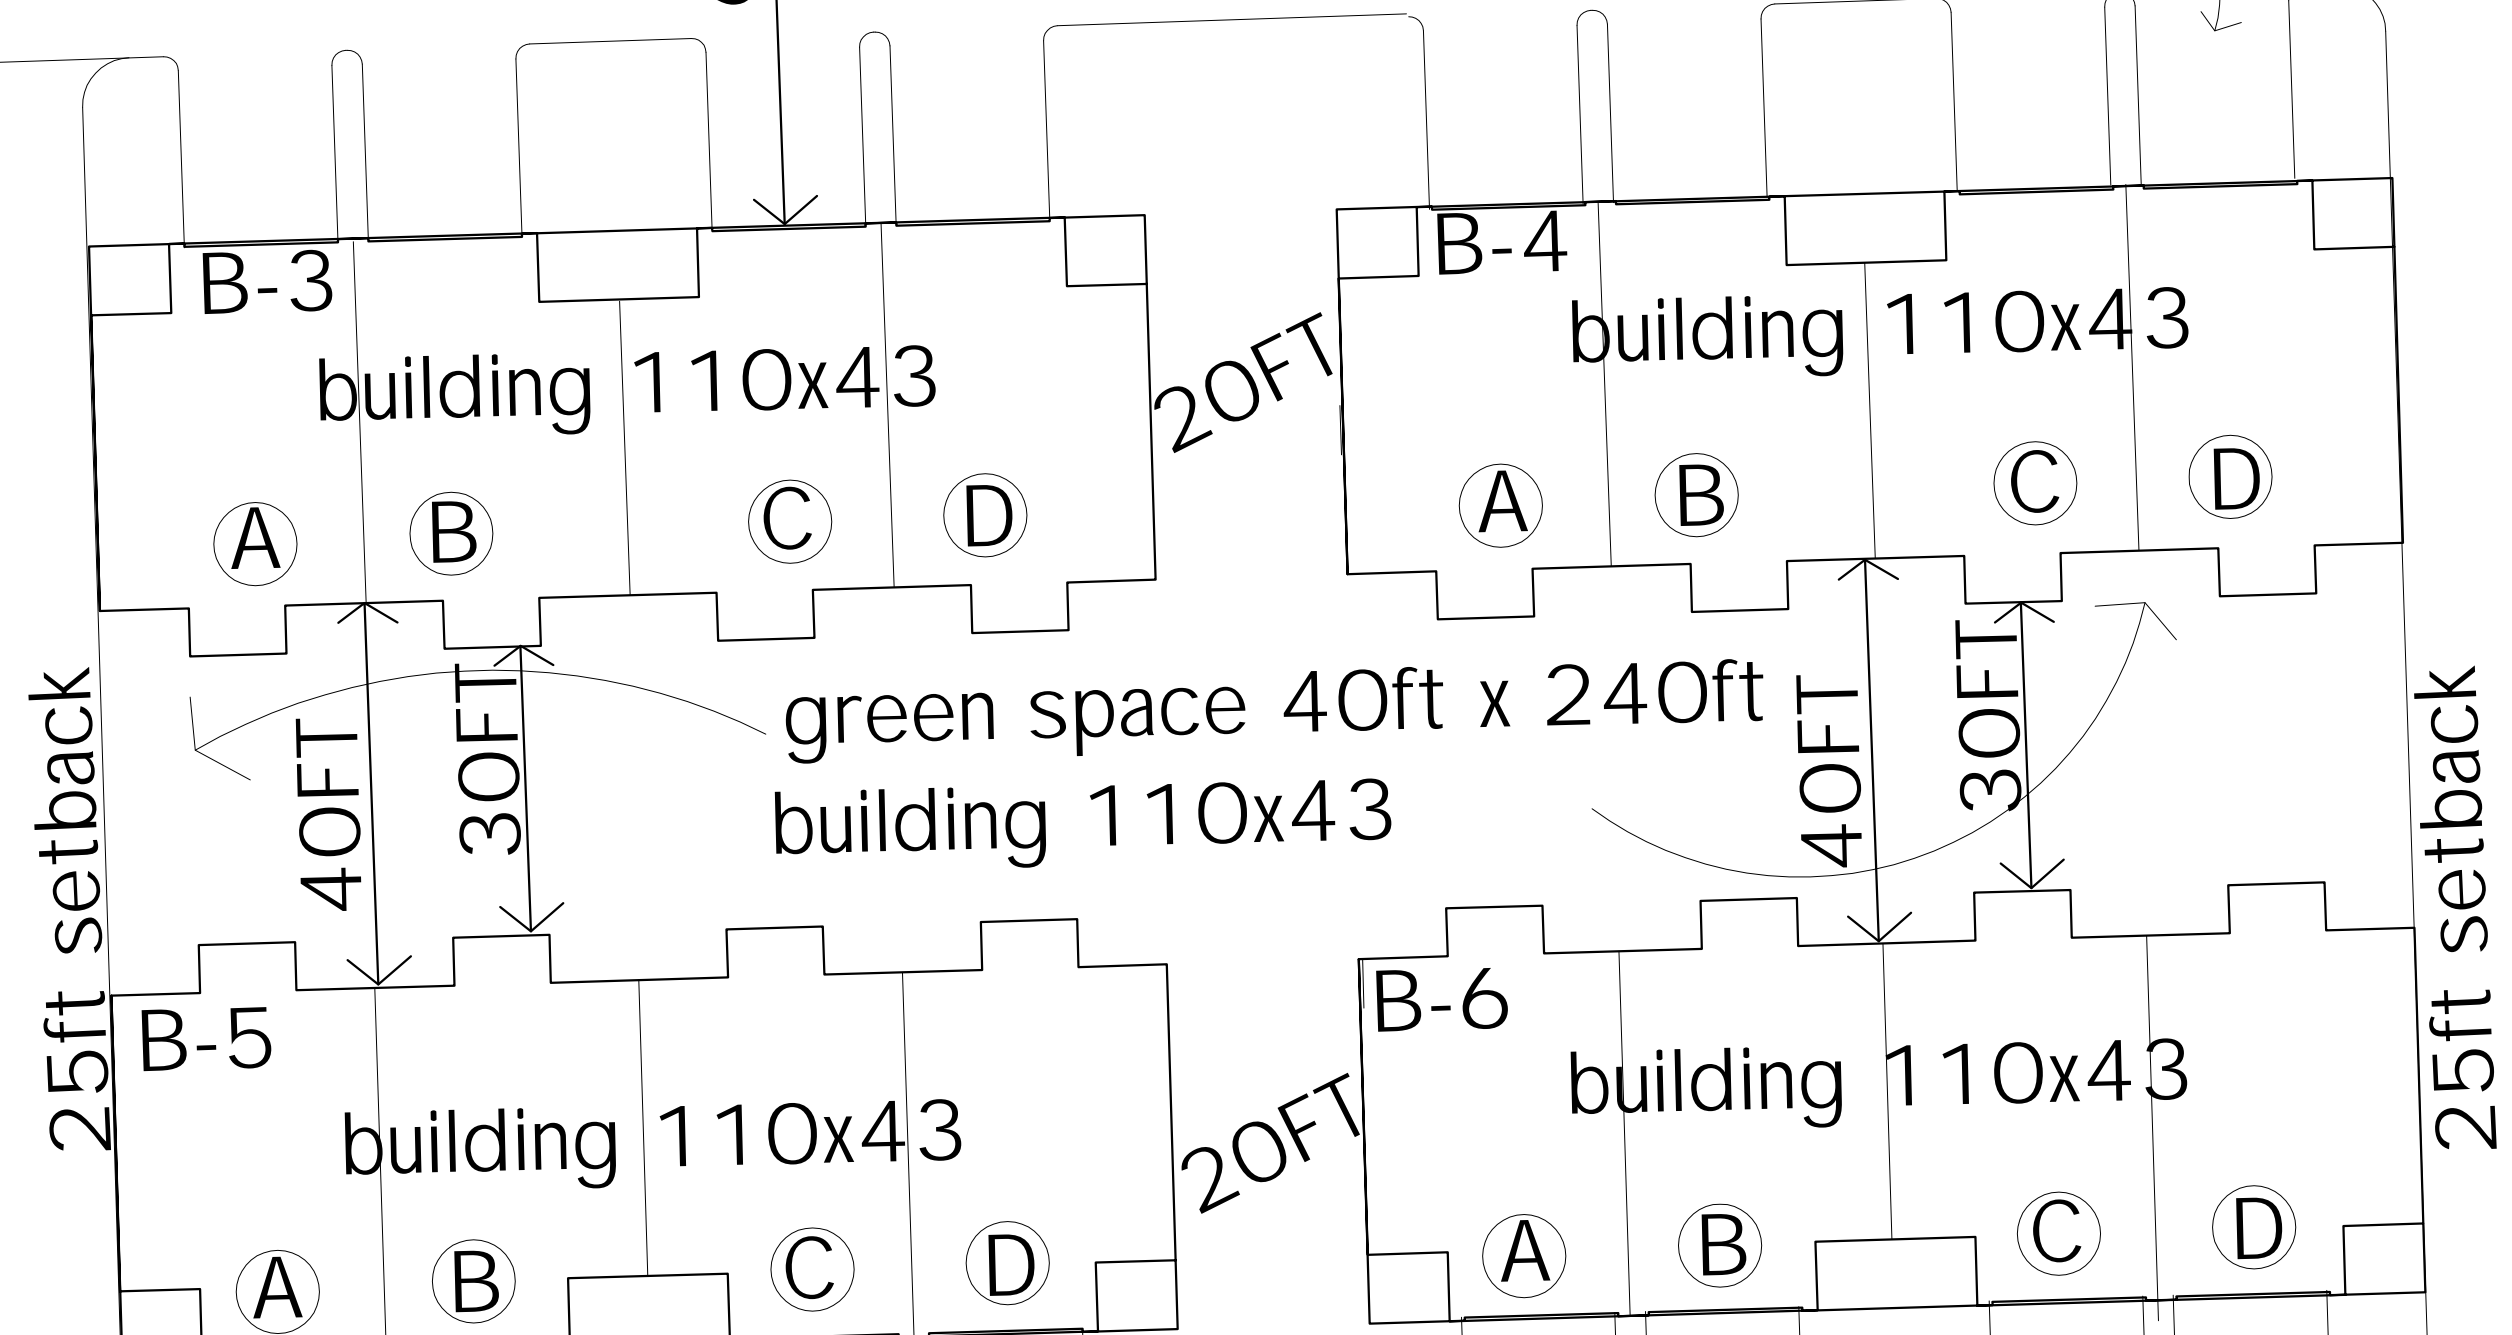 B-3
building 110x43
A
B
C
D
20FT
B-4
building 110x43
A
B
C
D
25ft setback
40FT
30FT
green space 40ft x 240ft
building 110x43
40FT
30FT
25ft setback
B-5
building 110x43
A
B
C
D
20FT
B-6
building 110x43
A
B
C
D